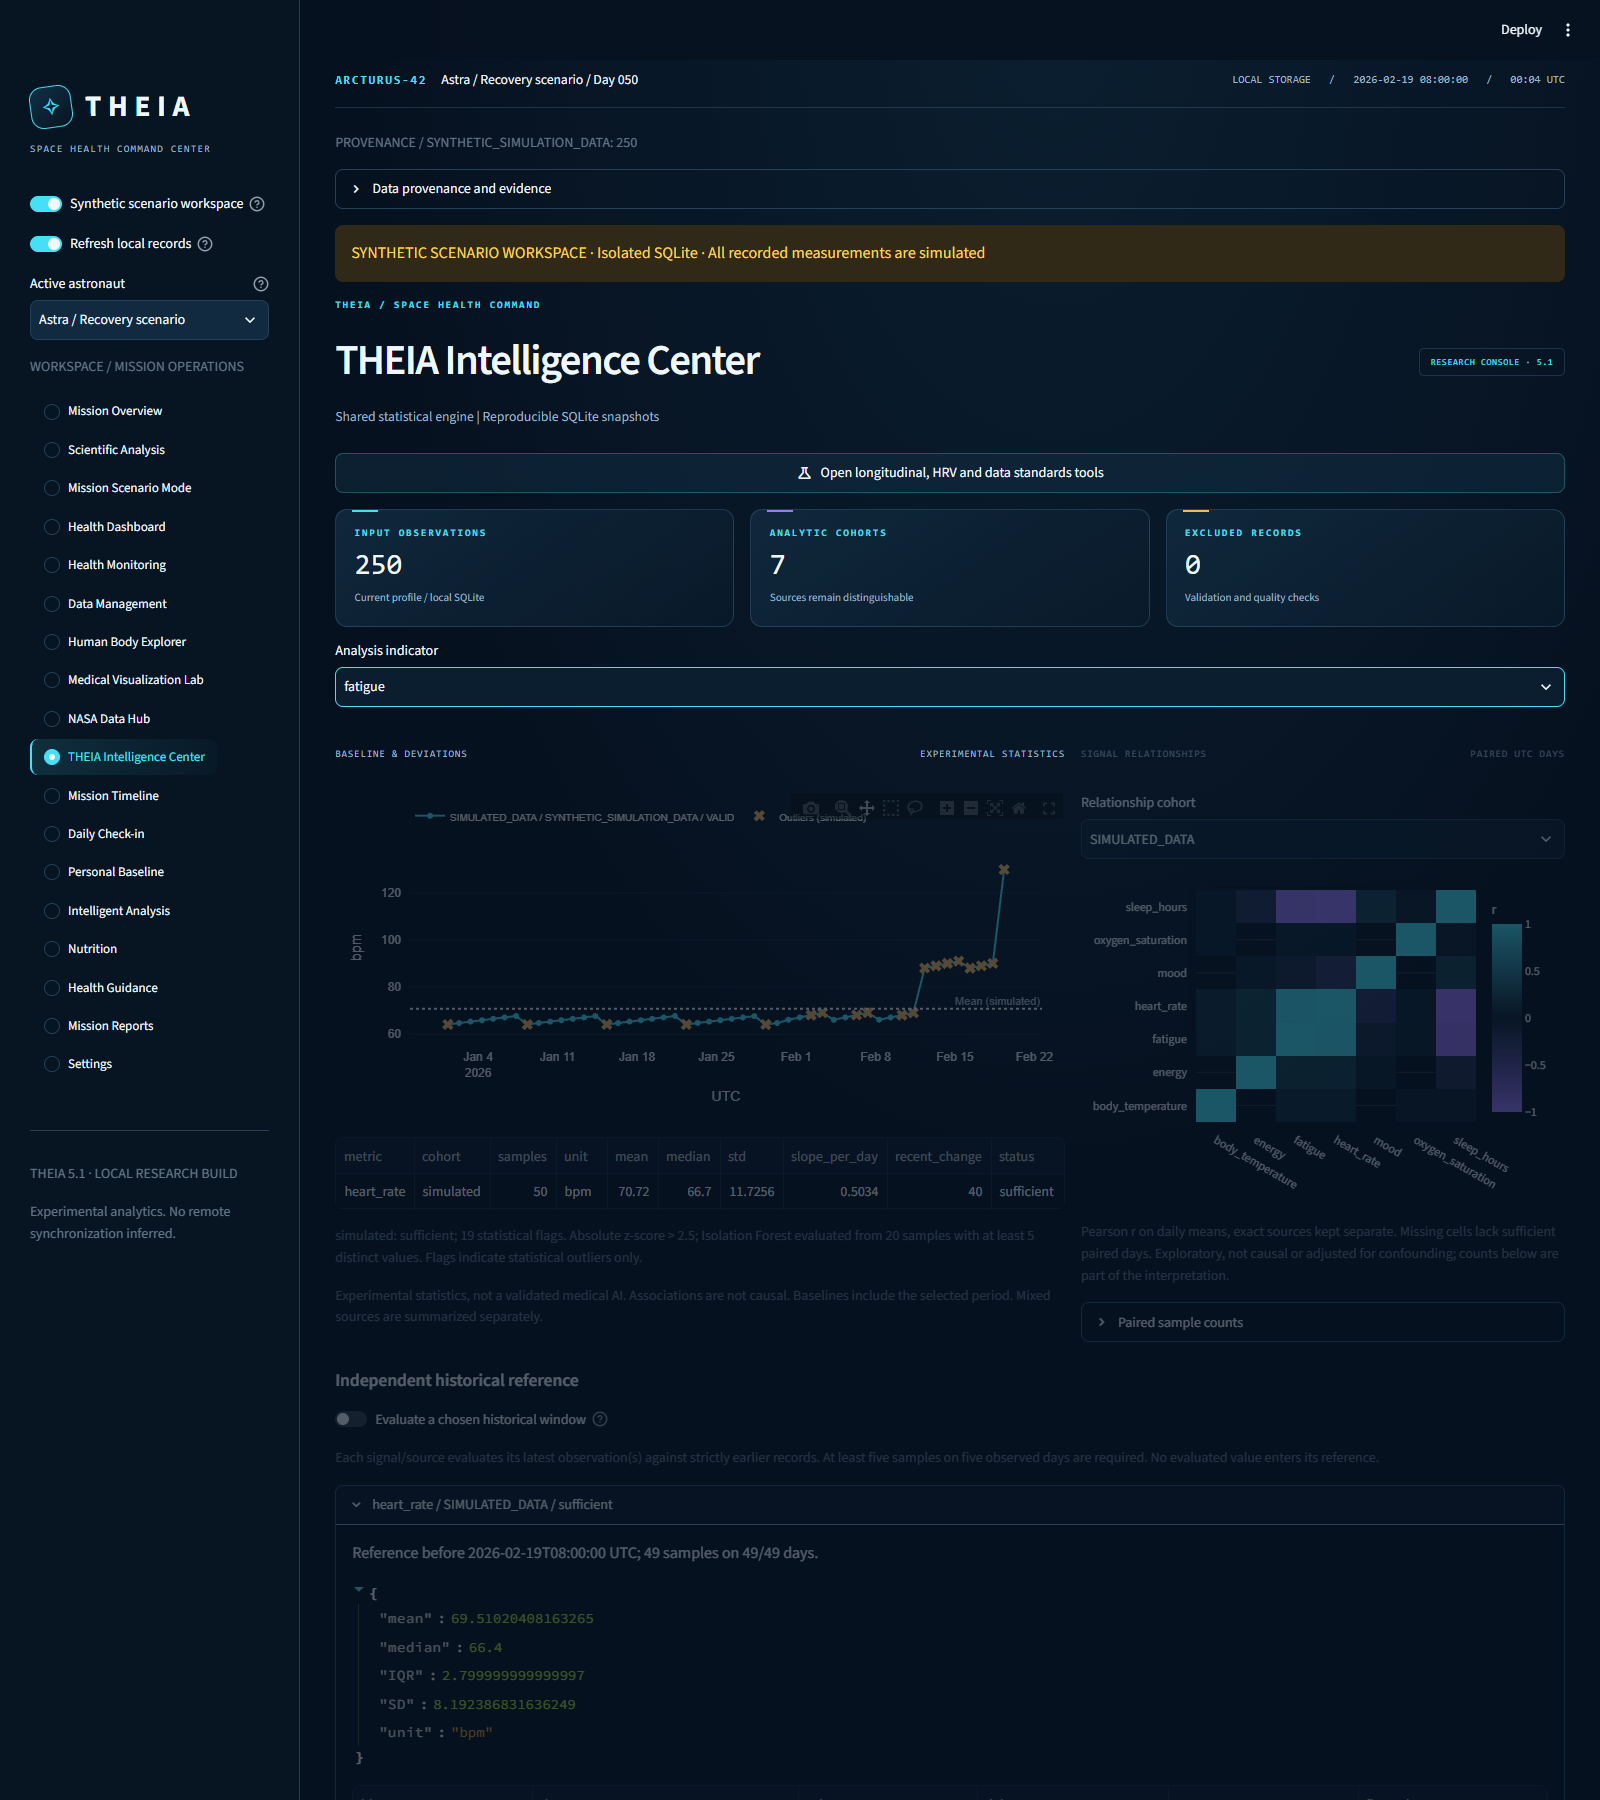 Deploy
THEIA
SPACE HEALTH COMMAND CENTER
Synthetic scenario workspace
Refresh local records
Active astronaut
Astra / Recovery scenario
WORKSPACE / MISSION OPERATIONS
Mission Overview
Scientific Analysis
Mission Scenario Mode
Health Dashboard
Health Monitoring
Data Management
Human Body Explorer
Medical Visualization Lab
NASA Data Hub
THEIA Intelligence Center
Mission Timeline
Daily Check-in
Personal Baseline
Intelligent Analysis
Nutrition
Health Guidance
Mission Reports
Settings
THEIA 5.1 · LOCAL RESEARCH BUILD
Experimental analytics. No remote
synchronization inferred.
ARCTURUS-42 Astra / Recovery scenario / Day 050
LOCAL STORAGE / 2026-02-19 08:00:00 / 00:04 UTC
PROVENANCE / SYNTHETIC_SIMULATION_DATA: 250
Data provenance and evidence
SYNTHETIC SCENARIO WORKSPACE · Isolated SQLite · All recorded measurements are simulated
THEIA / SPACE HEALTH COMMAND
THEIA Intelligence Center
RESEARCH CONSOLE · 5.1
Shared statistical engine | Reproducible SQLite snapshots
Open longitudinal, HRV and data standards tools
INPUT OBSERVATIONS
250
Current profile / local SQLite
ANALYTIC COHORTS
7
Sources remain distinguishable
EXCLUDED RECORDS
0
Validation and quality checks
Analysis indicator
fatigue
BASELINE & DEVIATIONS EXPERIMENTAL STATISTICS
SIMULATED_DATA / SYNTHETIC_SIMULATION_DATA / VALID Outliers (simulated)
120
100
80
60
bpm
Mean (simulated)
Jan 4 Jan 11 Jan 18 Jan 25 Feb 1 Feb 8 Feb 15 Feb 22
2026
UTC
metric cohort samples unit mean median std slope_per_day recent_change status
heart_rate simulated 50 bpm 70.72 66.7 11.7256 0.5034 40 sufficient
simulated: sufficient; 19 statistical flags. Absolute z-score > 2.5; Isolation Forest evaluated from 20 samples with at least 5
distinct values. Flags indicate statistical outliers only.
Experimental statistics, not a validated medical AI. Associations are not causal. Baselines include the selected period. Mixed
sources are summarized separately.
SIGNAL RELATIONSHIPS PAIRED UTC DAYS
Relationship cohort
SIMULATED_DATA
sleep_hours
oxygen_saturation
mood
heart_rate
fatigue
energy
body_temperature
body_temperature
energy
fatigue
heart_rate
mood
oxygen_saturation
sleep_hours
r
1
0.5
0
−0.5
−1
Pearson r on daily means, exact sources kept separate. Missing cells lack sufficient
paired days. Exploratory, not causal or adjusted for confounding; counts below are
part of the interpretation.
Paired sample counts
Independent historical reference
Evaluate a chosen historical window
Each signal/source evaluates its latest observation(s) against strictly earlier records. At least five samples on five observed days are required. No evaluated value enters its reference.
heart_rate / SIMULATED_DATA / sufficient
Reference before 2026-02-19T08:00:00 UTC; 49 samples on 49/49 days.
{
"mean" : 69.51020408163265
"median" : 66.4
"IQR" : 2.799999999999997
"SD" : 8.192386831636249
"unit" : "bpm"
}